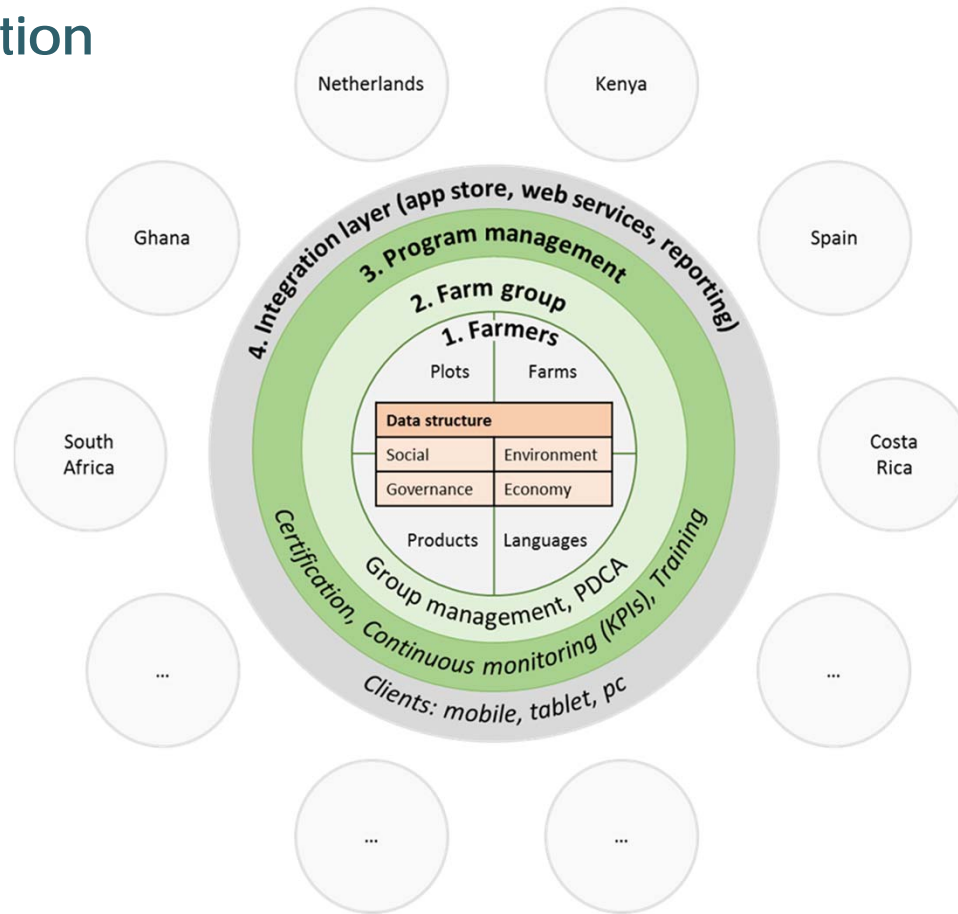 tion
Netherlands
Kenya
Ghana
Spain
4. Integration layer (app store, web services, reporting)
3. Program management
2. Farm group
1. Farmers
Plots
Farms
Data structure
Social
Environment
Governance
Economy
South
Africa
Costa
Rica
Products
Languages
Group management, PDCA
Certification, Continuous monitoring (KPIs), Training
Clients: mobile, tablet, pc
...
...
...
...